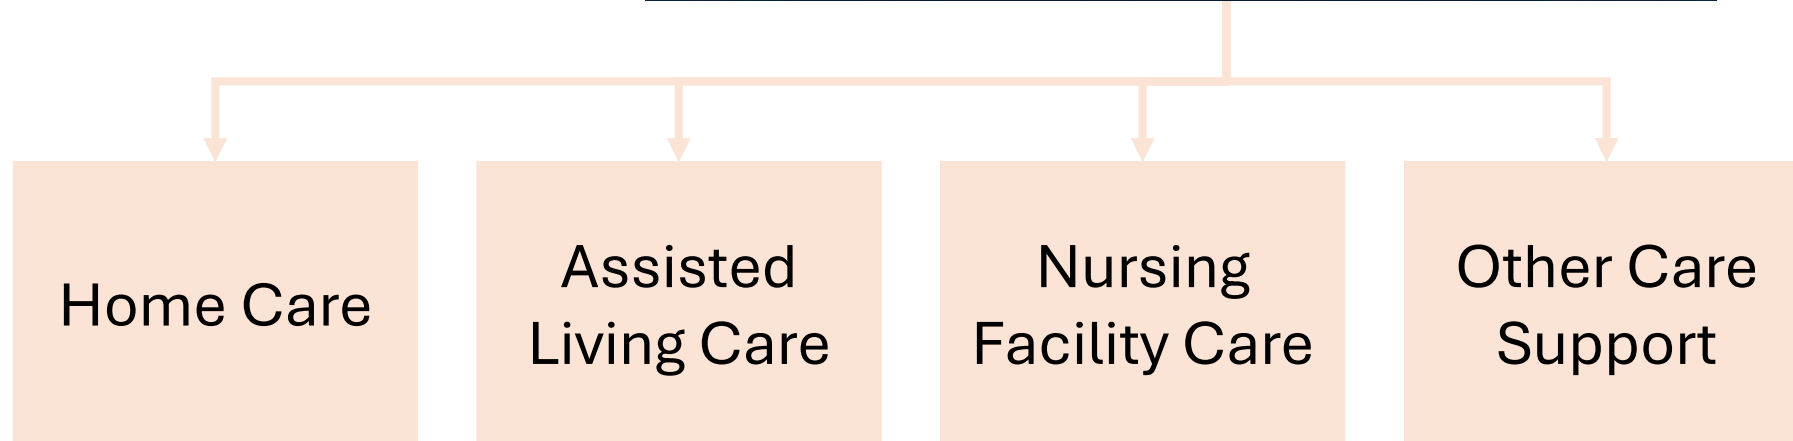 Home Care
Assisted
Living Care
Nursing
Facility Care
Other Care
Support